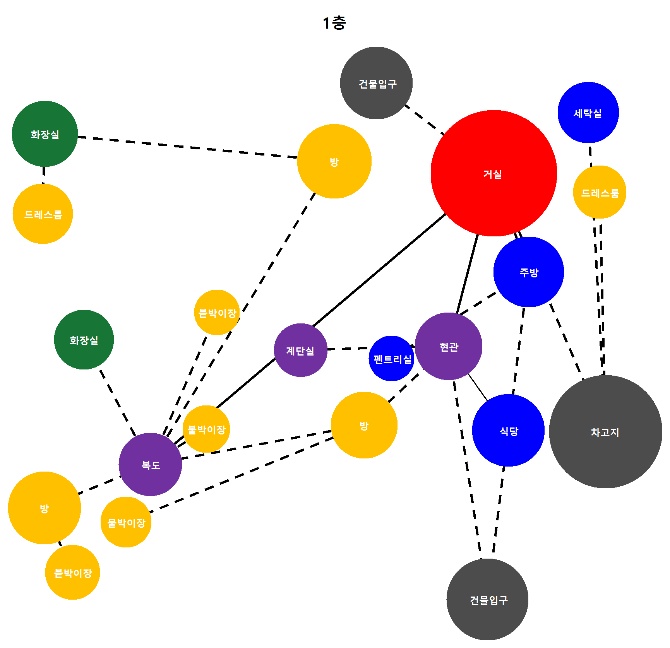 1층
건물입구
세탁실
화장실
방
거실
드레스룸
드레스룸
주방
붙박이장
화장실
계단실
현관
팬트리실
붙박이장
방
식당
차고지
복도
방
붙박이장
붙박이장
건물입구